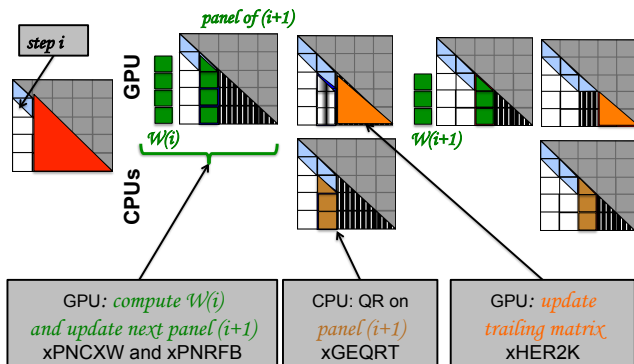 step i
panel of (i+1)
GPU
W(i)
W(i+1)
CPUs
GPU: compute W(i)
and update next panel (i+1)
xPNCXW and xPNRFB
CPU: QR on
panel (i+1)
xGEQRT
GPU: update
trailing matrix
xHER2K